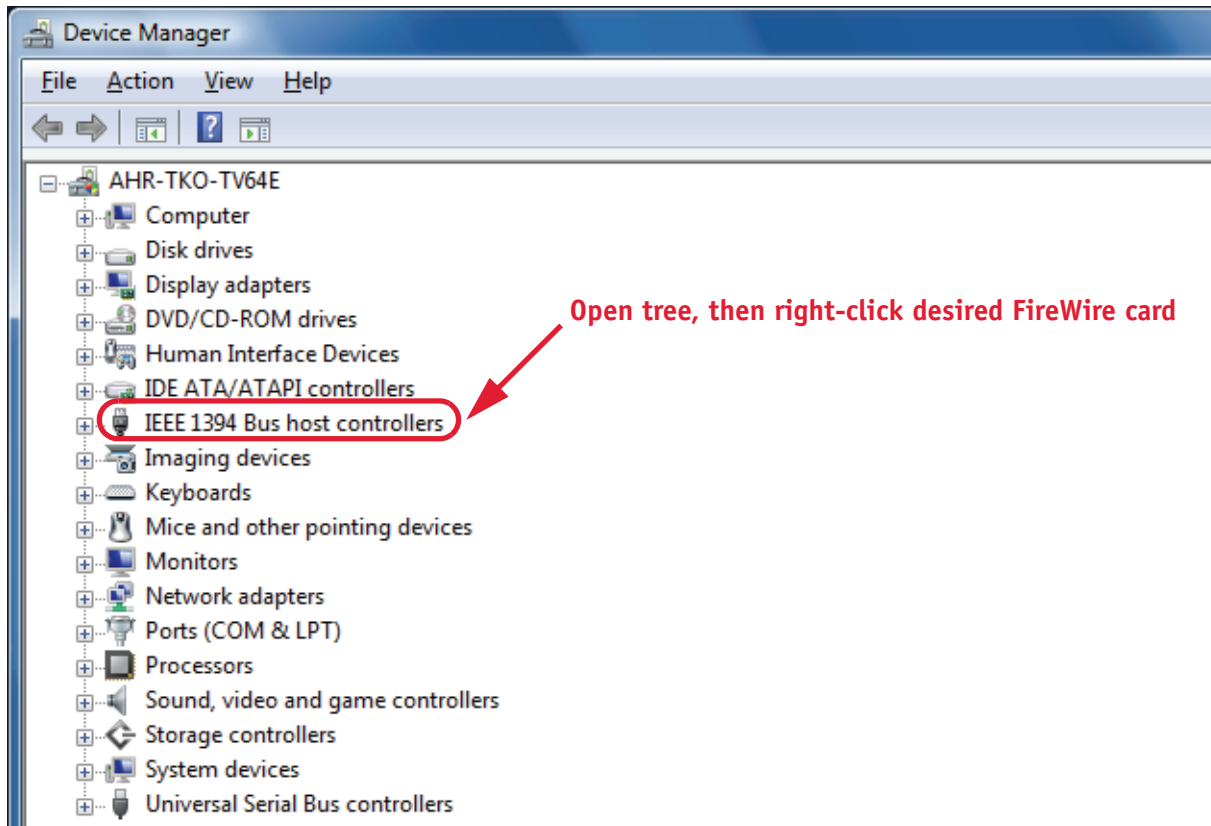 Device Manager
File Action View Help
AHR-TKO-TV64E
Computer
Disk drives
Display adapters
DVD/CD-ROM drives
Open tree, then right-click desired FireWire card
Human Interface Devices
IDE ATA/ATAPI controllers
IEEE 1394 Bus host controllers
Imaging devices
Keyboards
Mice and other pointing devices
Monitors
Network adapters
Ports (COM & LPT)
Processors
Sound, video and game controllers
Storage controllers
System devices
Universal Serial Bus controllers